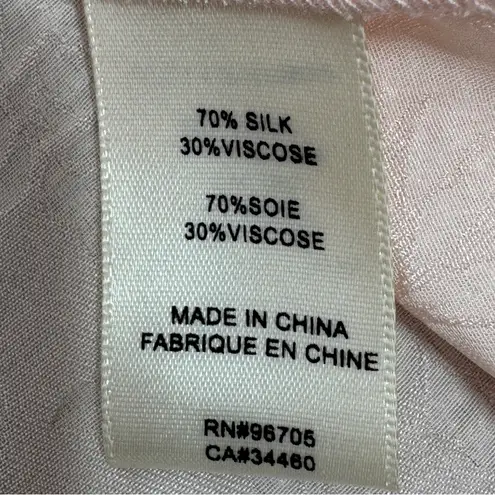 70% SILK
30%VISCOSE
70%SOIE
30%VISCOSE
MADE IN CHINA
FABRIQUE EN CHINE
RN#96705
CA#34460